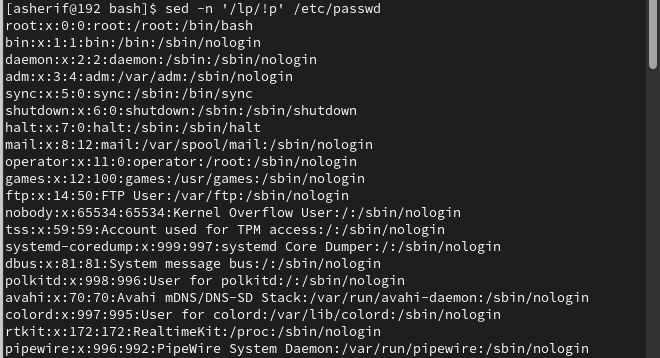 [asherif@192 bash]$ sed -n '/lp/!p' /etc/passwd
root:x:0:0:root:/root:/bin/bash
bin:x:1:1:bin:/bin:/sbin/nologin
daemon:x:2:2:daemon:/sbin:/sbin/nologin
adm:x:3:4:adm:/var/adm:/sbin/nologin
sync:x:5:0:sync:/sbin:/bin/sync
shutdown:x:6:0:shutdown:/sbin:/sbin/shutdown
halt:x:7:0:halt:/sbin:/sbin/halt
mail:x:8:12:mail:/var/spool/mail:/sbin/nologin
operator:x:11:0:operator:/root:/sbin/nologin
games:x:12:100:games:/usr/games:/sbin/nologin
ftp:x:14:50:FTP User:/var/ftp:/sbin/nologin
nobody:x:65534:65534:Kernel Overflow User:/:/sbin/nologin
tss:x:59:59:Account used for TPM access:/:/sbin/nologin
systemd-coredump:x:999:997:systemd Core Dumper:/:/sbin/nologin
dbus:x:81:81:System message bus:/:/sbin/nologin
polkitd:x:998:996:User for polkitd:/:/sbin/nologin
avahi:x:70:70:Avahi mDNS/DNS-SD Stack:/var/run/avahi-daemon:/sbin/nologin
colord:x:997:995:User for colord:/var/lib/colord:/sbin/nologin
rtkit:x:172:172:RealtimeKit:/proc:/sbin/nologin
pipewire:x:996:992:PipeWire System Daemon:/var/run/pipewire:/sbin/nologin